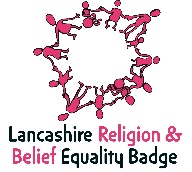 Lancashire Religion &
Belief Equality Badge